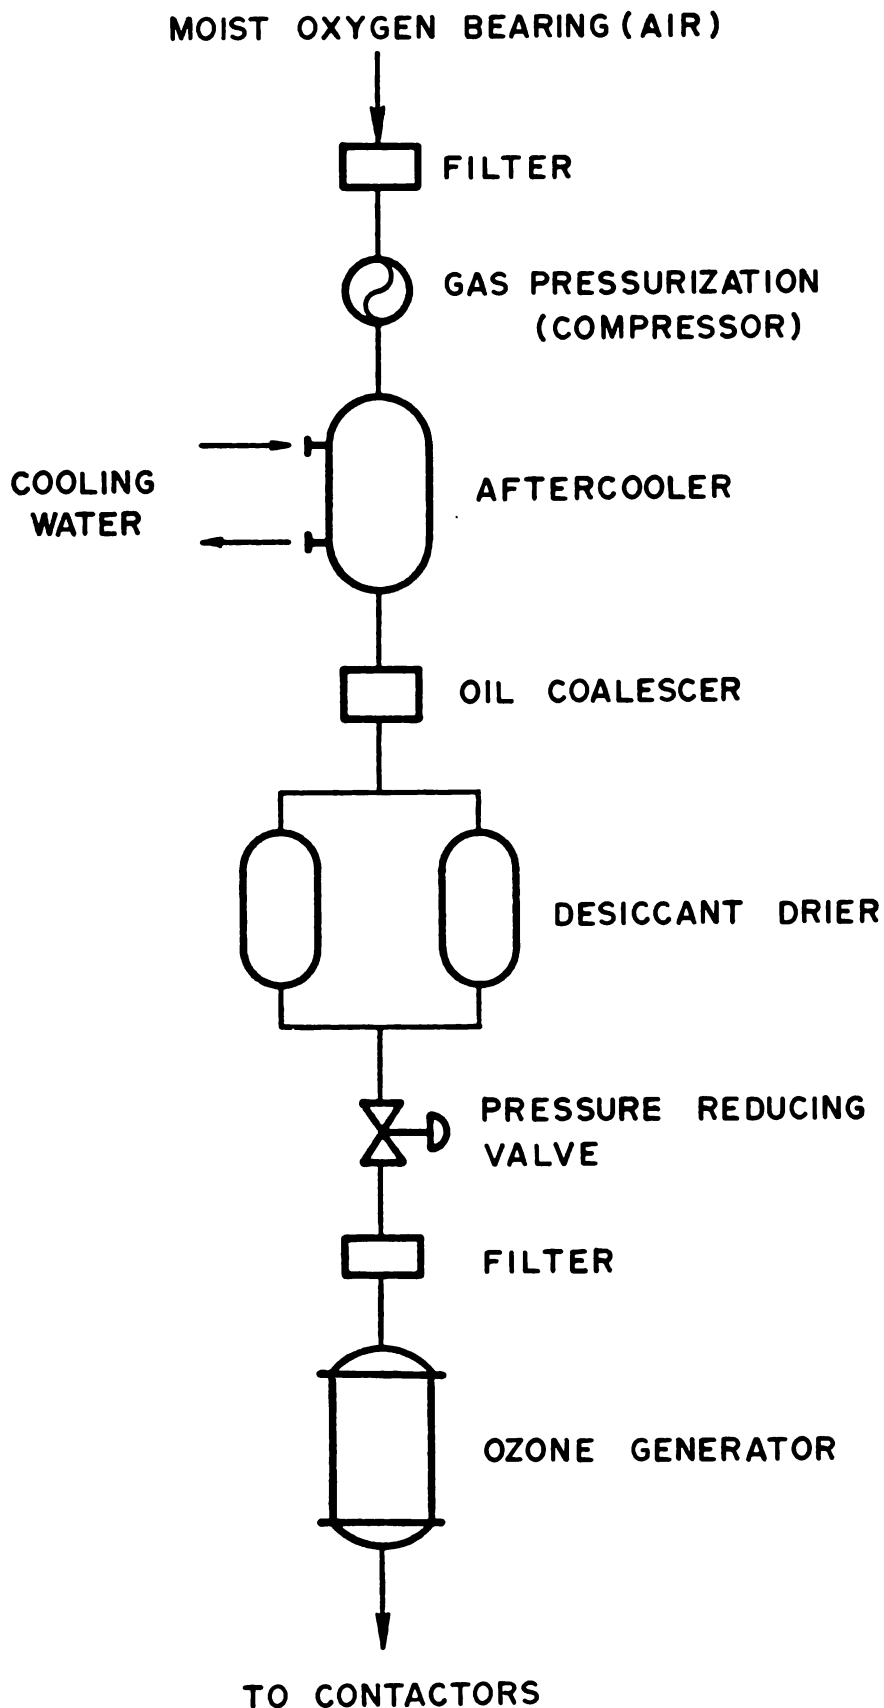 MOIST OXYGEN BEARING (AIR)
FILTER
GAS PRESSURIZATION
(COMPRESSOR)
COOLING
WATER
AFTERCOOLER
OIL COALESCER
DESICCANT DRIER
PRESSURE REDUCING
VALVE
FILTER
OZONE GENERATOR
TO CONTACTORS